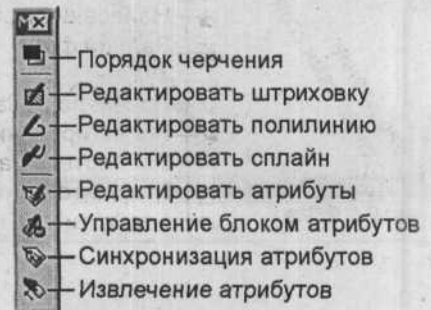 Порядок черчения
Редактировать штриховку
Редактировать полилинию
Редактировать сплайн
Редактировать атрибуты
Управление блоком атрибутов
Синхронизация атрибутов
Извлечение атрибутов